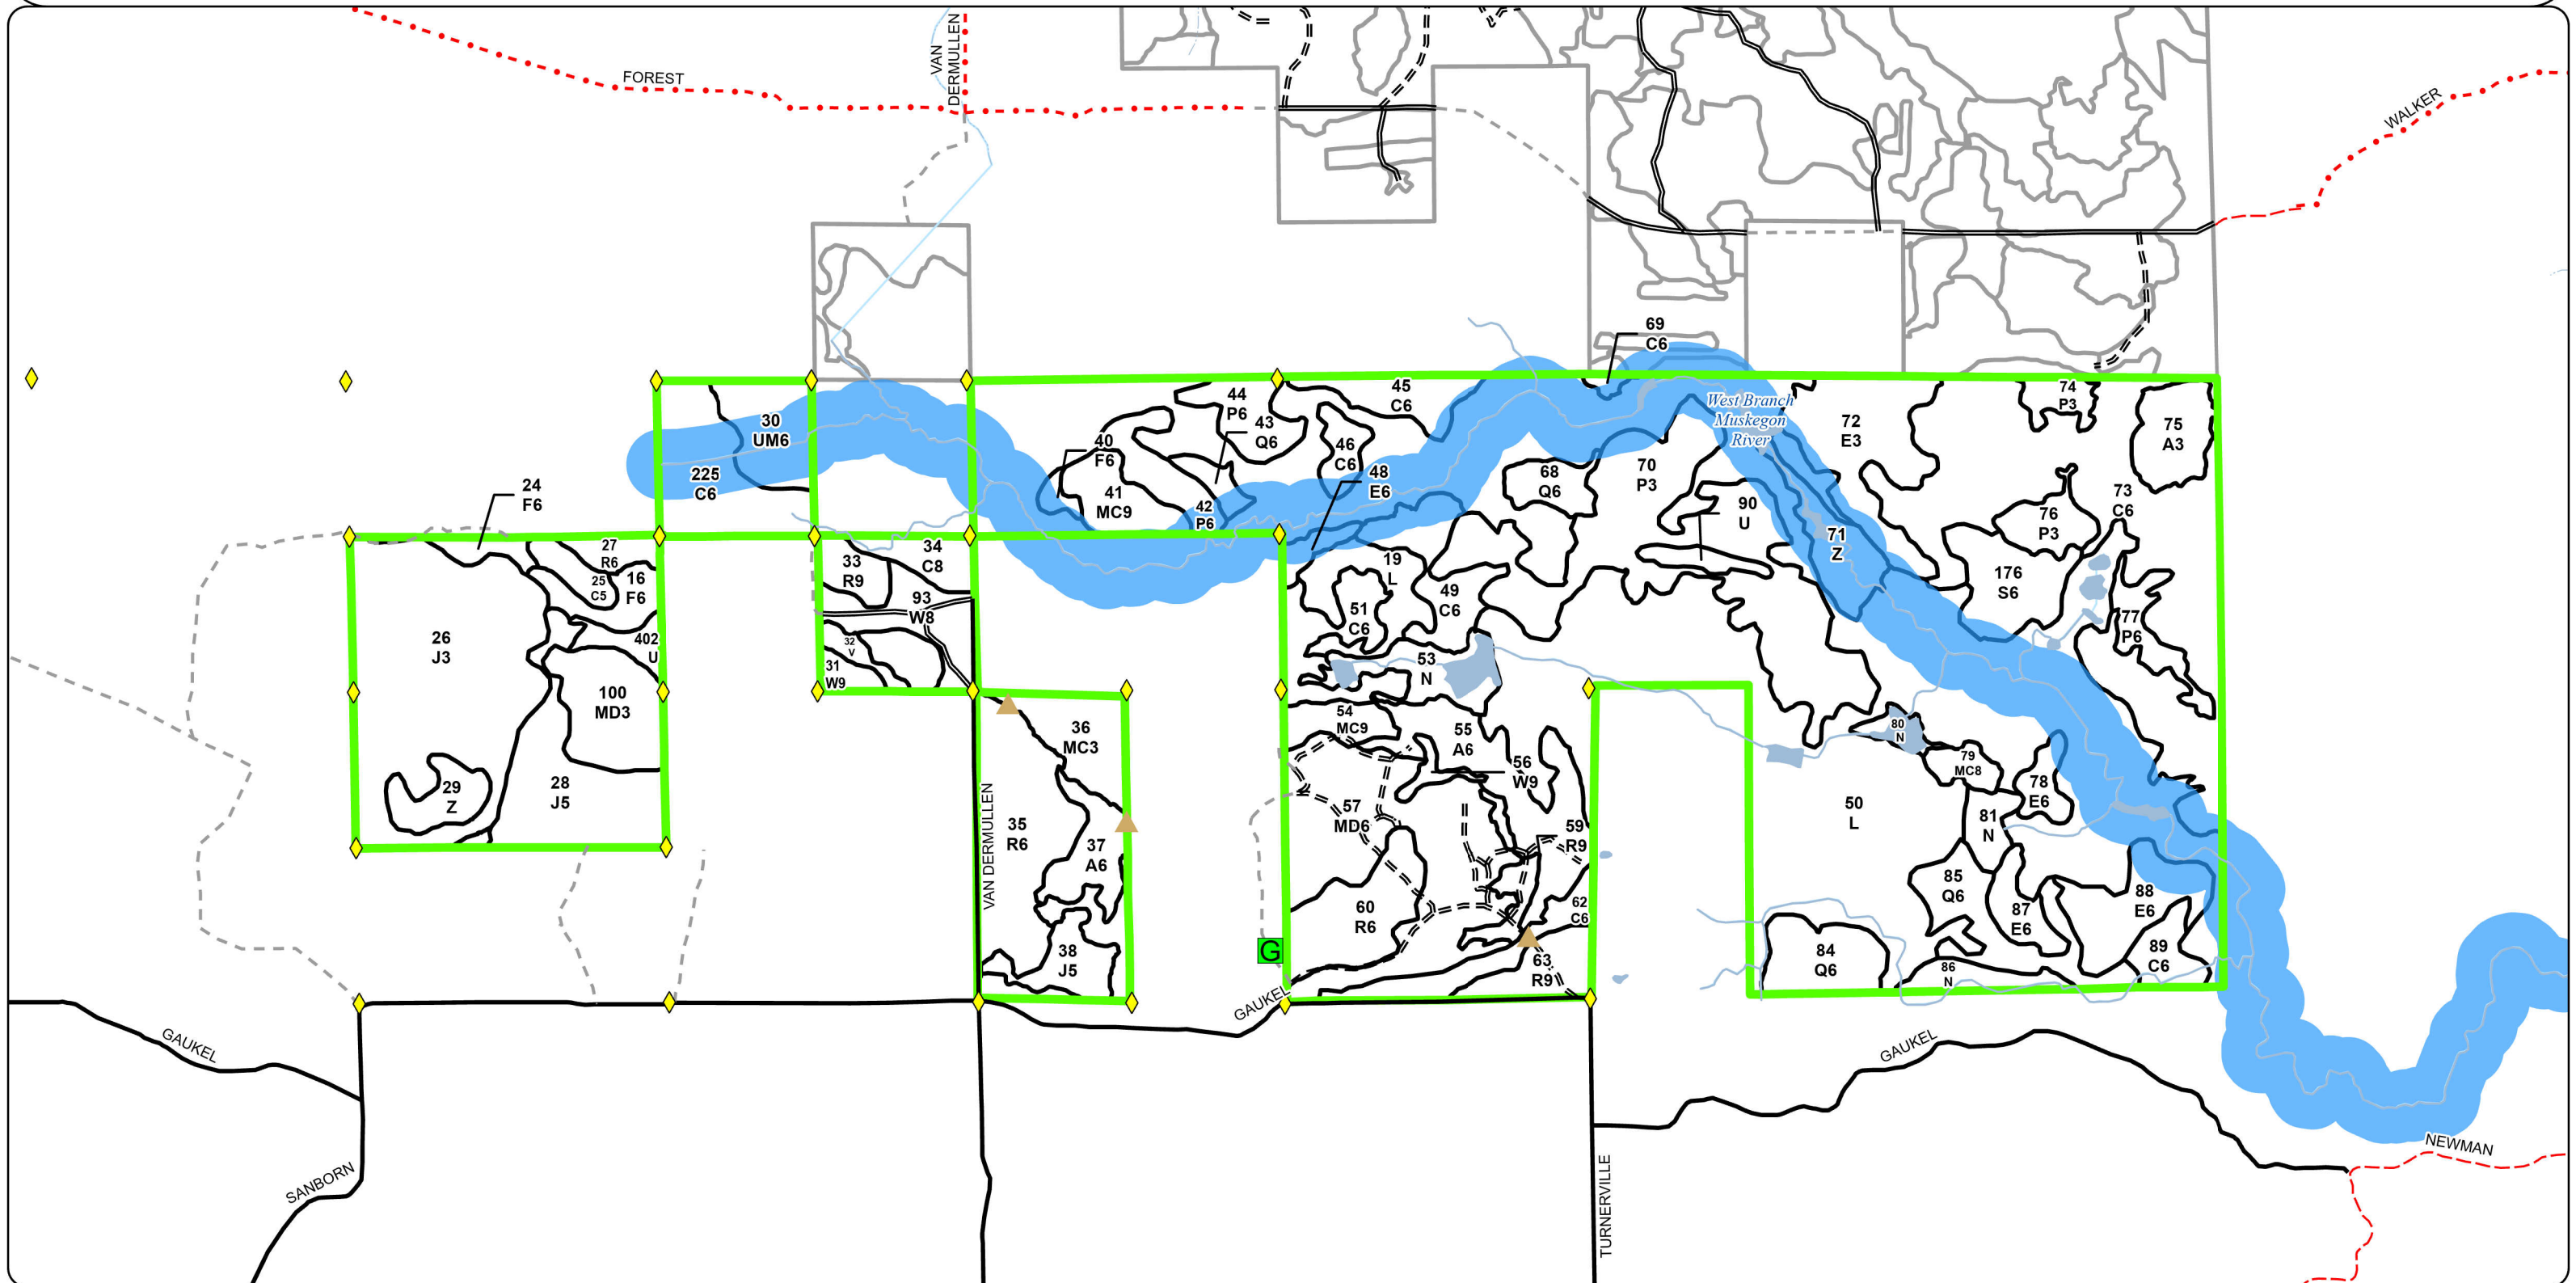 FOREST
VAN
DERMULLEN
WALKER
69
C6
West Branch
Muskegon
River
30
UM6
225
C6
24
F6
27
R6
25
C5
16
F6
26
J3
402
U
100
MD3
29
Z
28
J5
33
R9
34
C8
93
W8
32
V
31
W9
40
F6
41
MC9
44
P6
43
Q6
42
P6
45
C6
46
C6
48
E6
68
Q6
70
P3
90
U
72
E3
71
Z
74
P3
75
A3
73
C6
76
P3
176
S6
77
P6
19
L
51
C6
49
C6
53
N
54
MC9
55
A6
56
W9
57
MD6
59
R9
60
R6
62
C6
63
R9
36
MC3
35
R6
37
A6
38
J5
VAN DERMULLEN
80
N
79
MC8
78
E6
50
L
81
N
85
Q6
87
E6
88
E6
84
Q6
86
N
89
C6
G
GAUKEL
GAUKEL
GAUKEL
SANBORN
TURNERVILLE
NEWMAN